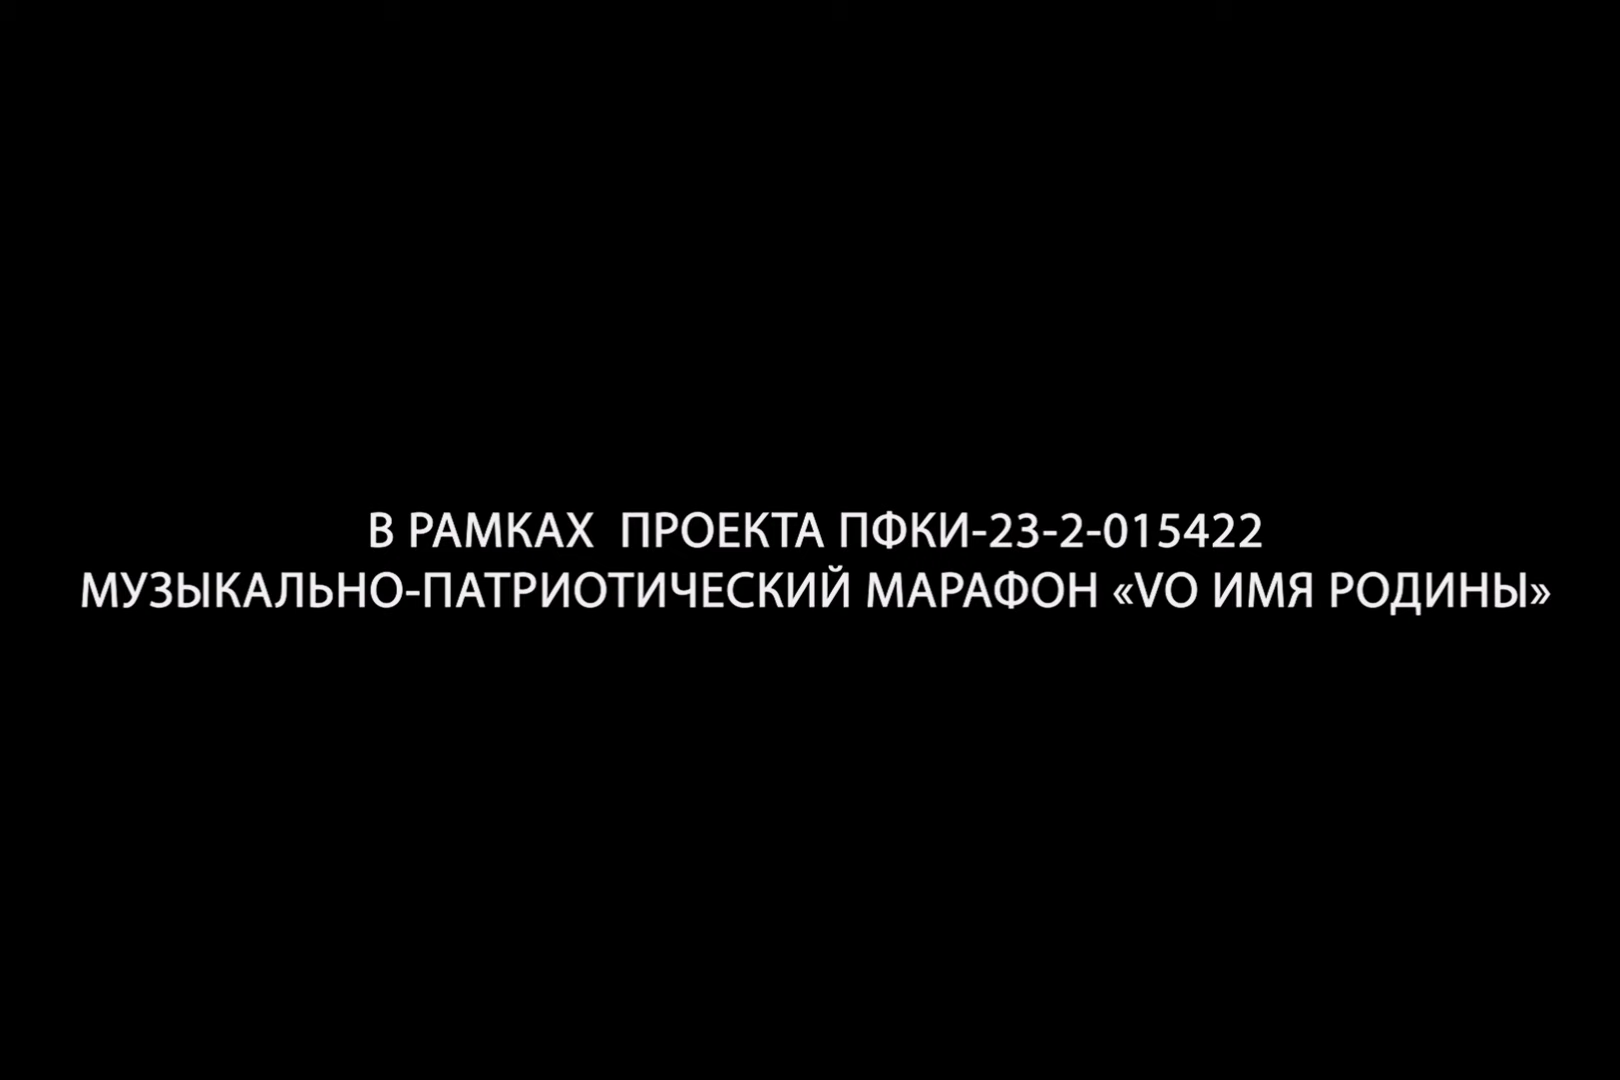 В РАМКАХ  ПРОЕКТА ПФКИ-23-2-015422
МУЗЫКАЛЬНО-ПАТРИОТИЧЕСКИЙ МАРАФОН «VO ИМЯ РОДИНЫ»